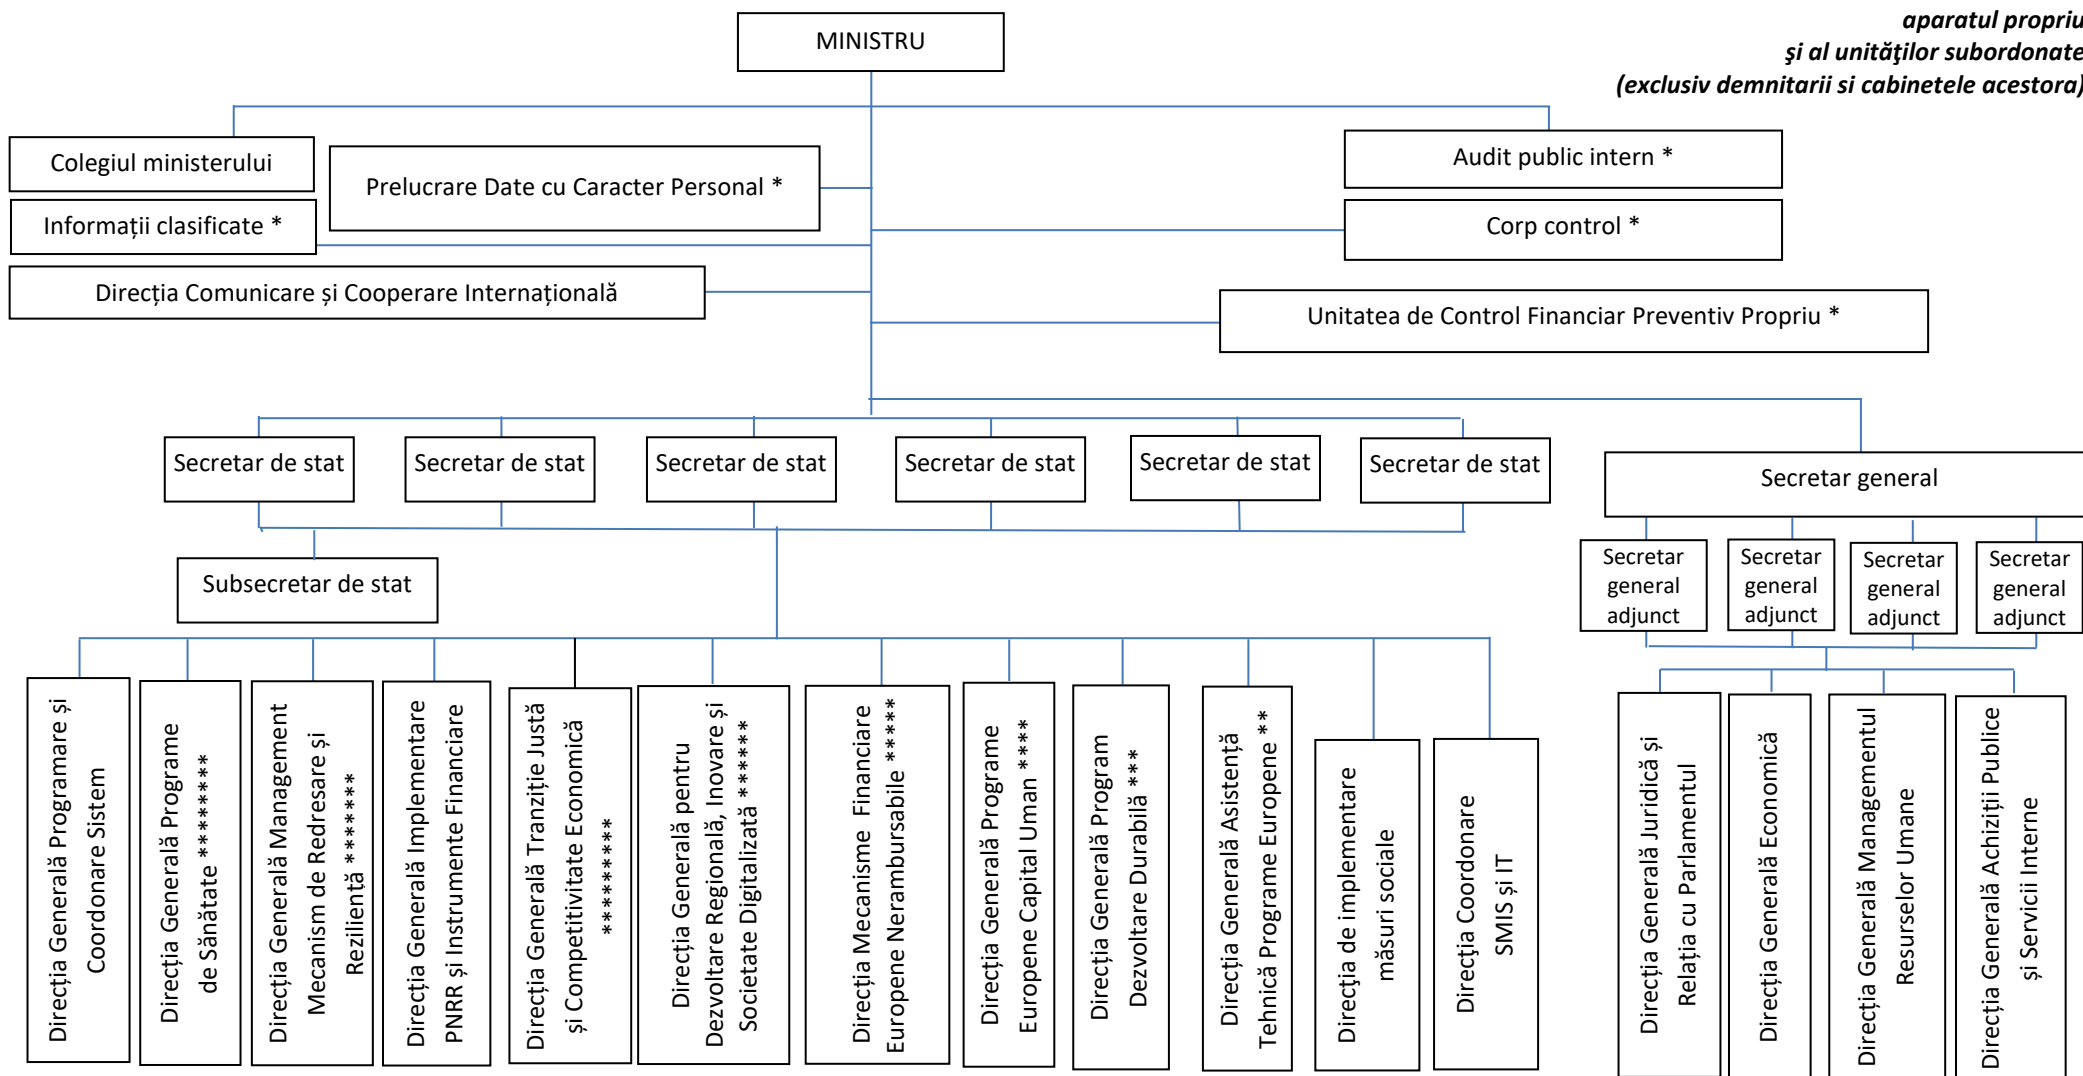 aparatul propriu
şi al unităţilor subordonate
(exclusiv demnitarii si cabinetele acestora)
MINISTRU
Colegiul ministerului
Prelucrare Date cu Caracter Personal *
Informații clasificate *
Direcția Comunicare și Cooperare Internațională
Audit public intern *
Corp control *
Unitatea de Control Financiar Preventiv Propriu *
Secretar de stat
Secretar de stat
Secretar de stat
Secretar de stat
Secretar de stat
Secretar de stat
Secretar general
Subsecretar de stat
Secretar
general
adjunct
Secretar
general
adjunct
Secretar
general
adjunct
Secretar
general
adjunct
Direcția Generală Programare și
Coordonare Sistem
Direcția Generală Programe
de Sănătate *********
Direcția Generală Management
Mecanism de Redresare și
Reziliență ********
Direcția Generală Implementare
PNRR și Instrumente Financiare
Direcția Generală Tranziție Justă
și Competitivitate Economică
**********
Direcția Generală pentru
Dezvoltare Regională, Inovare și
Societate Digitalizată *******
Direcția Mecanisme Financiare
Europene Nerambursabile *****
Direcția Generală Programe
Europene Capital Uman ****
Direcția Generală Program
Dezvoltare Durabilă ***
Direcția Generală Asistență
Tehnică Programe Europene **
Direcţia de implementare
măsuri sociale
Direcţia Coordonare
SMIS și IT
Direcția Generală Juridică și
Relația cu Parlamentul
Direcția Generală Economică
Direcția Generală Managementul
Resurselor Umane
Direcția Generală Achiziții Publice
și Servicii Interne